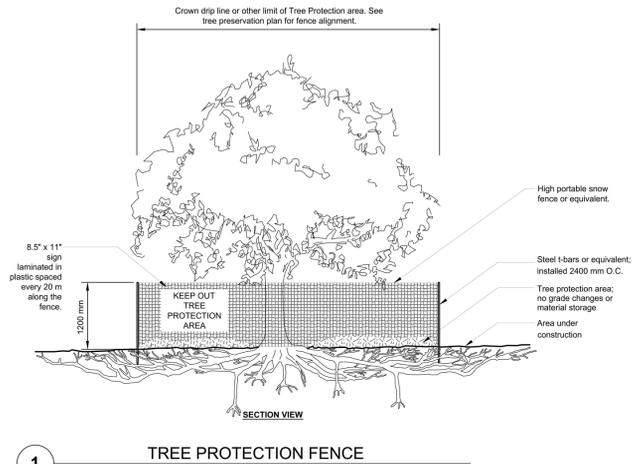 Crown drip line or other limit of Tree Protection area. See
tree preservation plan for fence alignment.
High portable snow
fence or equivalent.
8.5" x 11"
sign
laminated in
plastic spaced
every 20 m
along the
fence.
1200 mm
KEEP OUT
TREE
PROTECTION
AREA
Steel t-bars or equivalent;
installed 2400 mm O.C.
Tree protection area;
no grade changes or
material storage
Area under
construction
SECTION VIEW
1
TREE PROTECTION FENCE